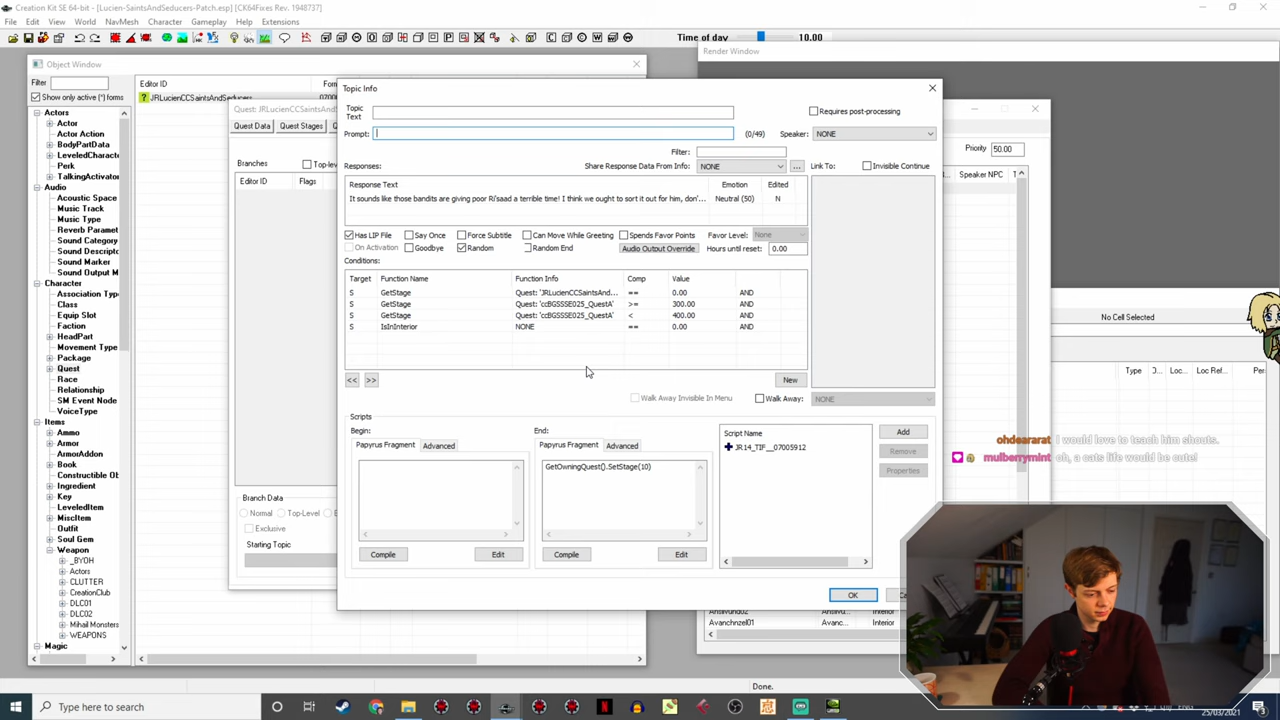 Creation Kit SE 64-bit - [Lucien-SaintsAndSeducers-Patch.esp] (CK64Fixes Rev. 1948737)
File Edit View World NavMesh Character Gameplay Help Extensions
Time of day 10.00
Object Window
Render Window
Filter
Show only active (*) forms
Editor ID
JRLucienCCSaintsAndSeducers
Actors
Actor
Actor Action
BodyPartData
LeveledCharacter
Perk
TalkingActivator
Audio
Acoustic Space
Music Track
Music Type
Reverb Parameters
Sound Category
Sound Descriptor
Sound Marker
Sound Output
Character
Association Type
Class
Equip Slot
Faction
HeadPart
Movement Type
Package
Quest
Race
Relationship
SM Event Node
VoiceType
Items
Ammo
Armor
ArmorAddon
Book
Constructible
Ingredient
Key
LeveledItem
MiscItem
Outfit
Soul Gem
Weapon
_BYOH
Actors
CLUTTER
CreationClub
DLC01
DLC02
Mihail Monsters
WEAPONS
Magic
Quest: JRLucienCCSaintsAndS
Quest Data Quest Stages
Branches Top-level
Editor ID Flags
Branch Data
Normal Top-Level
Exclusive
Starting Topic
Topic Info
Topic Text
Prompt: (0/49)
Requires post-processing
Speaker: NONE
Filter:
Responses: Share Response Data From Info: NONE ... Link To: Invisible Continue
Response Text Emotion Edited
It sounds like those bandits are giving poor Ri'saad a terrible time! I think we ought to sort it out for him, don'... Neutral (50) N
Has LIP File Say Once Force Subtitle Can Move While Greeting Spends Favor Points Favor Level: None
On Activation Goodbye Random Random End Audio Output Override Hours until reset: 0.00
Conditions:
Target Function Name Function Info Comp Value
S GetStage Quest: 'JRLucienCCSaintsAnd... == 0.00 AND
S GetStage Quest: 'ccBGSSSE025_QuestA' >= 300.00 AND
S GetStage Quest: 'ccBGSSSE025_QuestA' < 400.00 AND
S IsInInterior NONE == 0.00 AND
<< >> New
Walk Away Invisible In Menu Walk Away: NONE
Scripts
Begin: End:
Papyrus Fragment Advanced Papyrus Fragment Advanced
GetOwningQuest().SetStage(10)
Compile Edit Compile Edit
Script Name
JR14_TIF__07005912
Add
Remove
Properties
OK
Priority 50.00
Speaker NPC
No Cell Selected
Type D... Loc... Loc Rel...
ohdeararat I would love to teach him shouts.
mulberrymint oh, a cats life would be cute!
Interior
Avanchnzel01 Avanc... Interior
Done.
Type here to search
ENG
25/03/2021